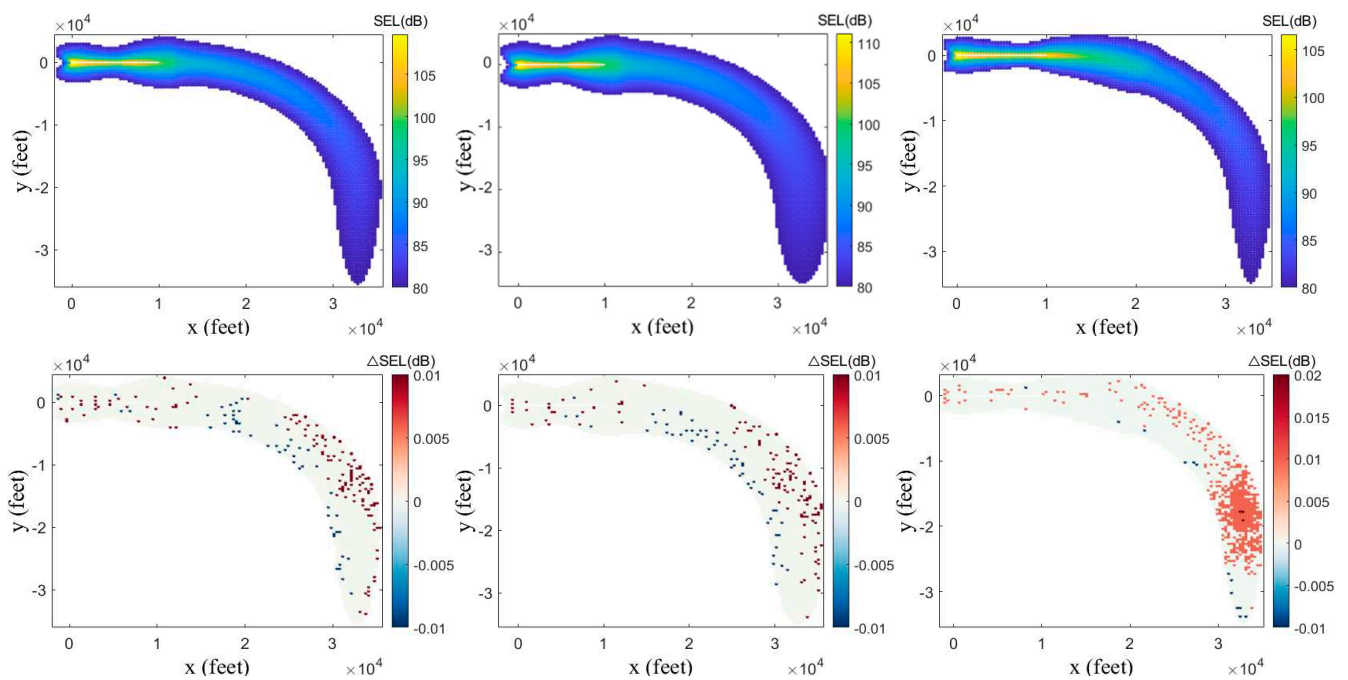 ×10⁴ SEL(dB) ×10⁴ SEL(dB) ×10⁴ SEL(dB)
0 105 0 110 0 105
-1 100 -1 105 -1 100
-2 95 -2 100 -2 95
-3 90 -3 95 -3 90
85 90 85
80 85 80
80
0 1 2 3 0 1 2 3 0 1 2 3
y (feet) y (feet) y (feet)
x (feet) ×10⁴ x (feet) ×10⁴ x (feet) ×10⁴
×10⁴ △SEL(dB) ×10⁴ △SEL(dB) ×10⁴ △SEL(dB)
0 0.01 0 0.01 0 0.02
-1 0.005 -1 0.005 -1 0.015
-2 0 -2 0 -2 0.01
-3 -0.005 -3 -0.005 -3 0.005
-0.01 -0.01 0
-0.005
-0.01
0 1 2 3 0 1 2 3 0 1 2 3
y (feet) y (feet) y (feet)
x (feet) ×10⁴ x (feet) ×10⁴ x (feet) ×10⁴